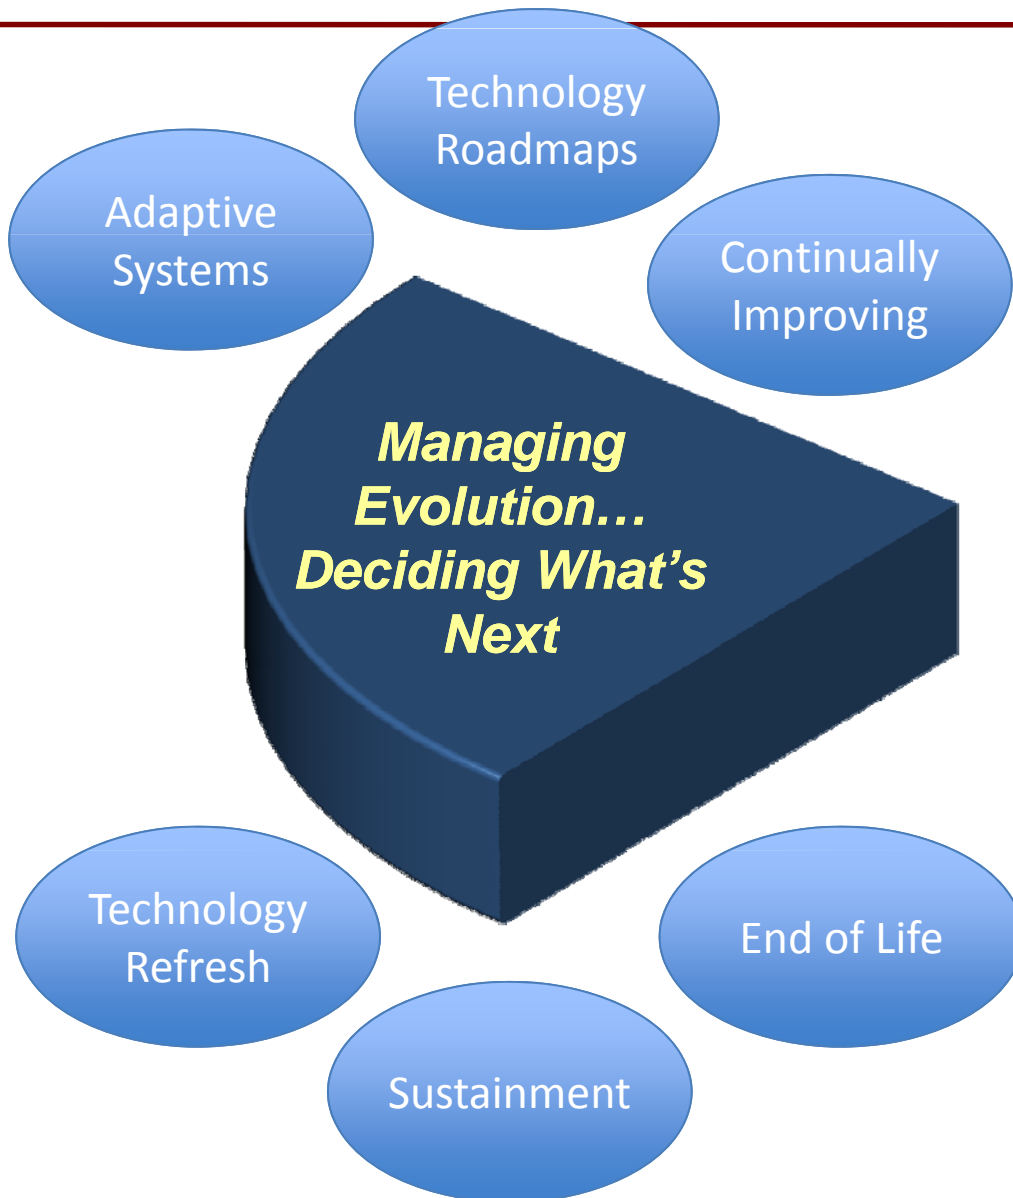 Technology
Roadmaps
Adaptive
Systems
Continually
Improving
Managing
Evolution…
Deciding What’s
Next
Technology
Refresh
End of Life
Sustainment